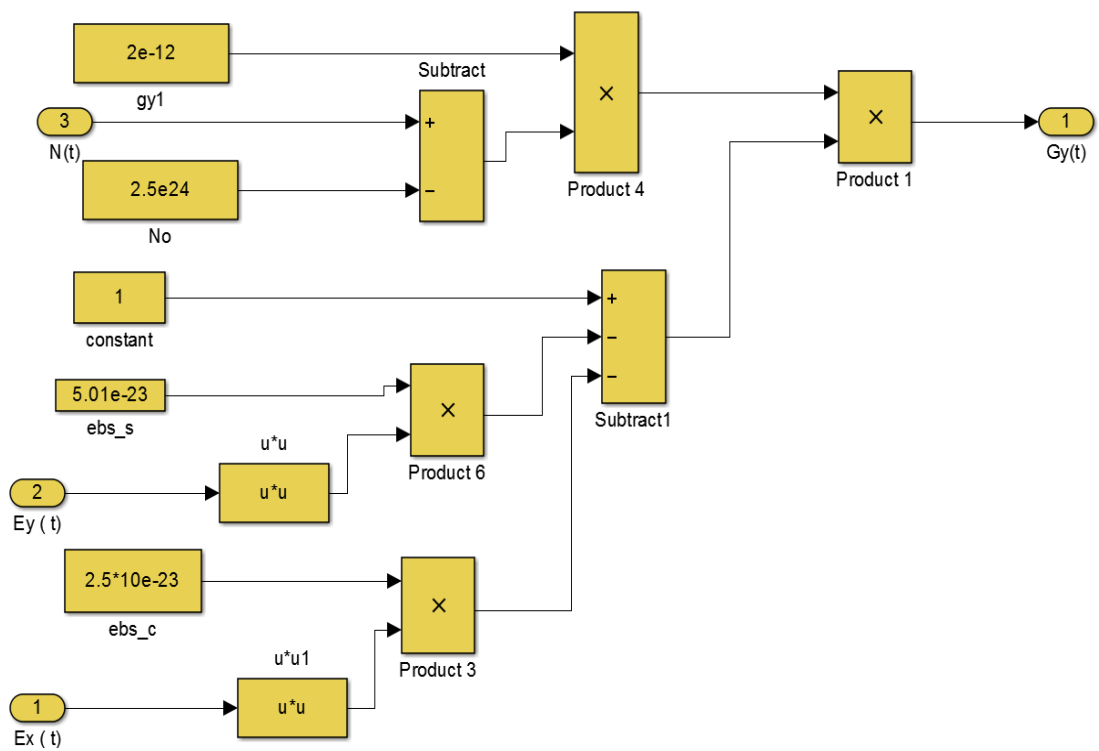 2e-12
gy1
Subtract
+
−
×
Product 4
×
Product 1
1
Gy(t)
3
N(t)
2.5e24
No
1
constant
+
−
−
Subtract1
5.01e-23
ebs_s
×
Product 6
u*u
u*u
2
Ey ( t)
2.5*10e-23
ebs_c
×
Product 3
u*u1
u*u
1
Ex ( t)